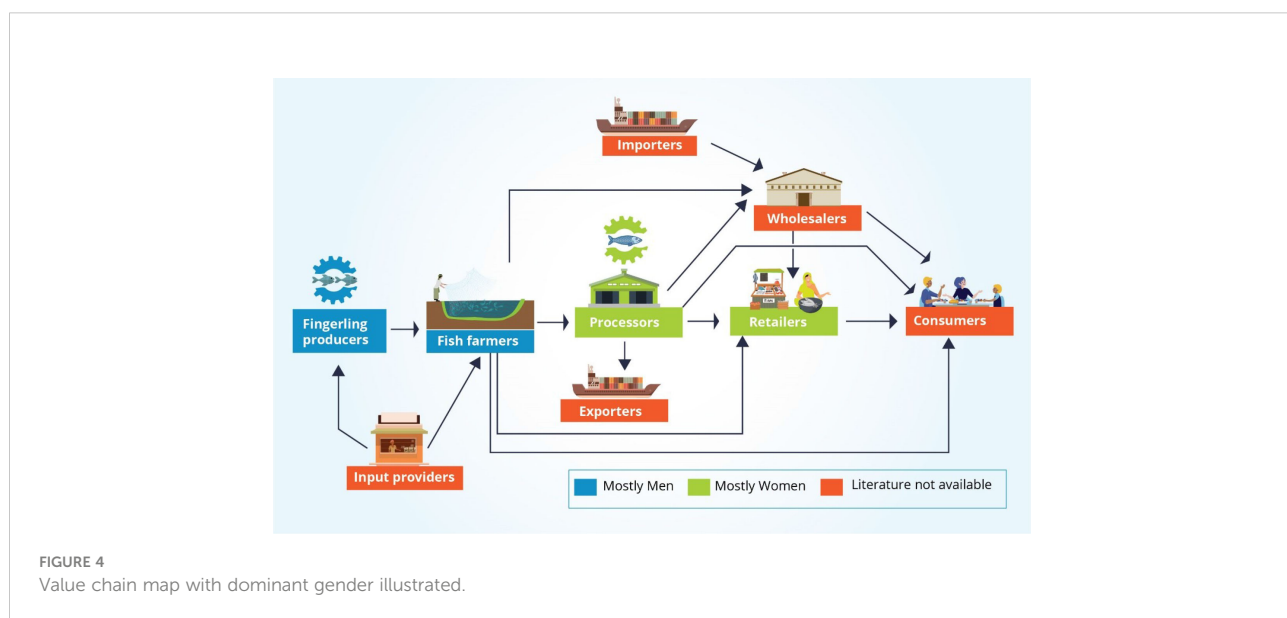 Importers
Wholesalers
Fingerling
producers
Fish farmers
Processors
Retailers
Consumers
Exporters
Input providers
Mostly Men
Mostly Women
Literature not available
FIGURE 4
Value chain map with dominant gender illustrated.